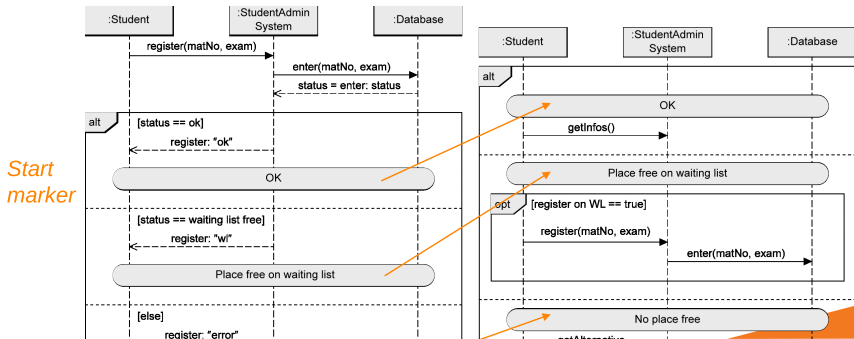 :Student
:StudentAdmin
System
:Database
register(matNo, exam)
enter(matNo, exam)
status = enter: status
alt
[status == ok]
register: "ok"
OK
[status == waiting list free]
register: "wl"
Place free on waiting list
[else]
register: "error"
Start
marker
:Student
:StudentAdmin
System
:Database
alt
OK
getInfos()
Place free on waiting list
opt
[register on WL == true]
register(matNo, exam)
enter(matNo, exam)
No place free